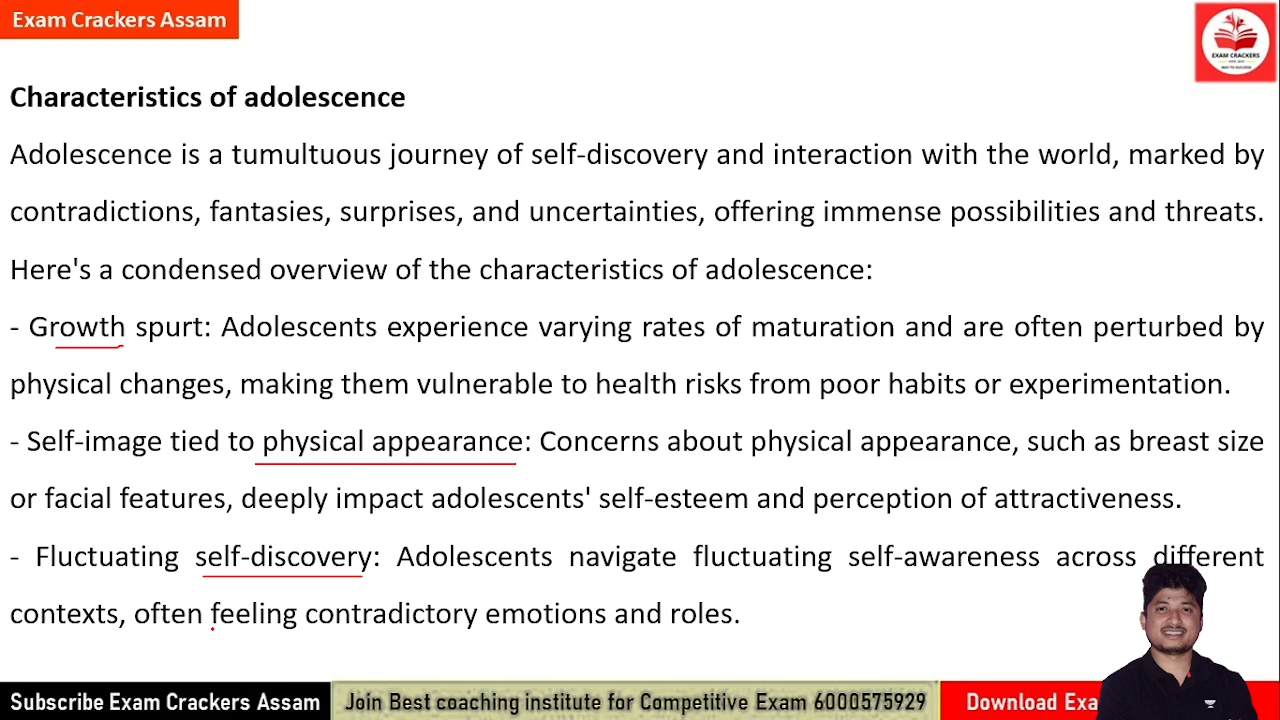 Exam Crackers Assam
EXAM CRACKERS
WAY TO SUCCESS
Characteristics of adolescence
Adolescence is a tumultuous journey of self-discovery and interaction with the world, marked by
contradictions, fantasies, surprises, and uncertainties, offering immense possibilities and threats.
Here's a condensed overview of the characteristics of adolescence:
- Growth spurt: Adolescents experience varying rates of maturation and are often perturbed by
physical changes, making them vulnerable to health risks from poor habits or experimentation.
- Self-image tied to physical appearance: Concerns about physical appearance, such as breast size
or facial features, deeply impact adolescents' self-esteem and perception of attractiveness.
- Fluctuating self-discovery: Adolescents navigate fluctuating self-awareness across different
contexts, often feeling contradictory emotions and roles.
Subscribe Exam Crackers Assam
Join Best coaching institute for Competitive Exam 6000575929
Download Exa